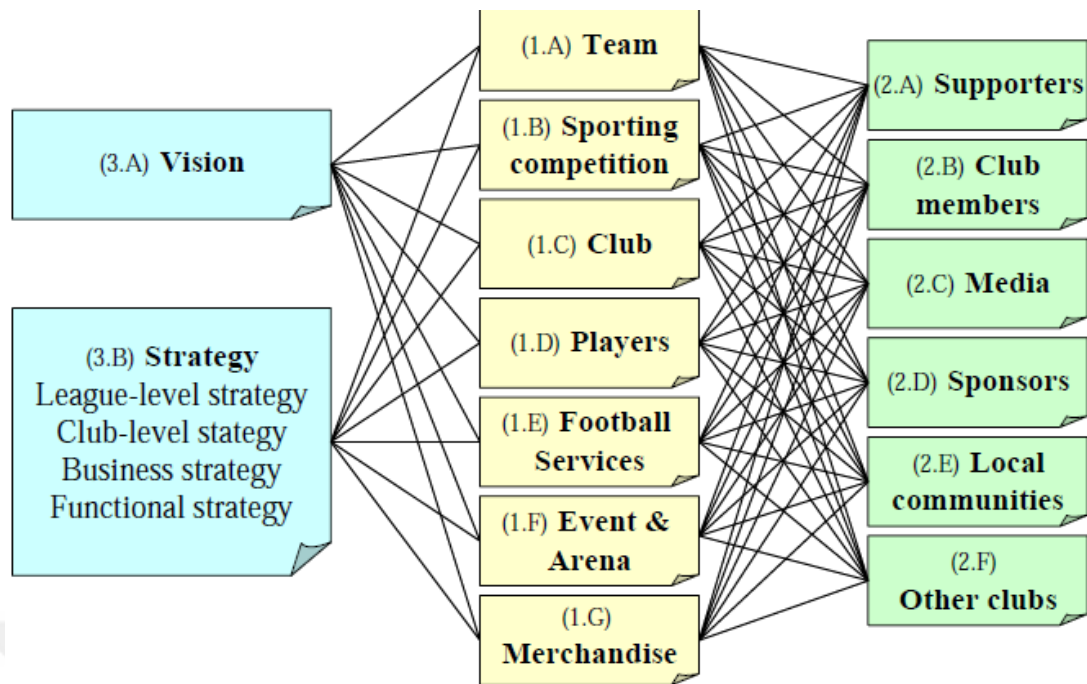 (3.A) Vision
(3.B) Strategy
League-level strategy
Club-level stategy
Business strategy
Functional strategy
(1.A) Team
(1.B) Sporting
competition
(1.C) Club
(1.D) Players
(1.E) Football
Services
(1.F) Event &
Arena
(1.G)
Merchandise
(2.A) Supporters
(2.B) Club
members
(2.C) Media
(2.D) Sponsors
(2.E) Local
communities
(2.F)
Other clubs